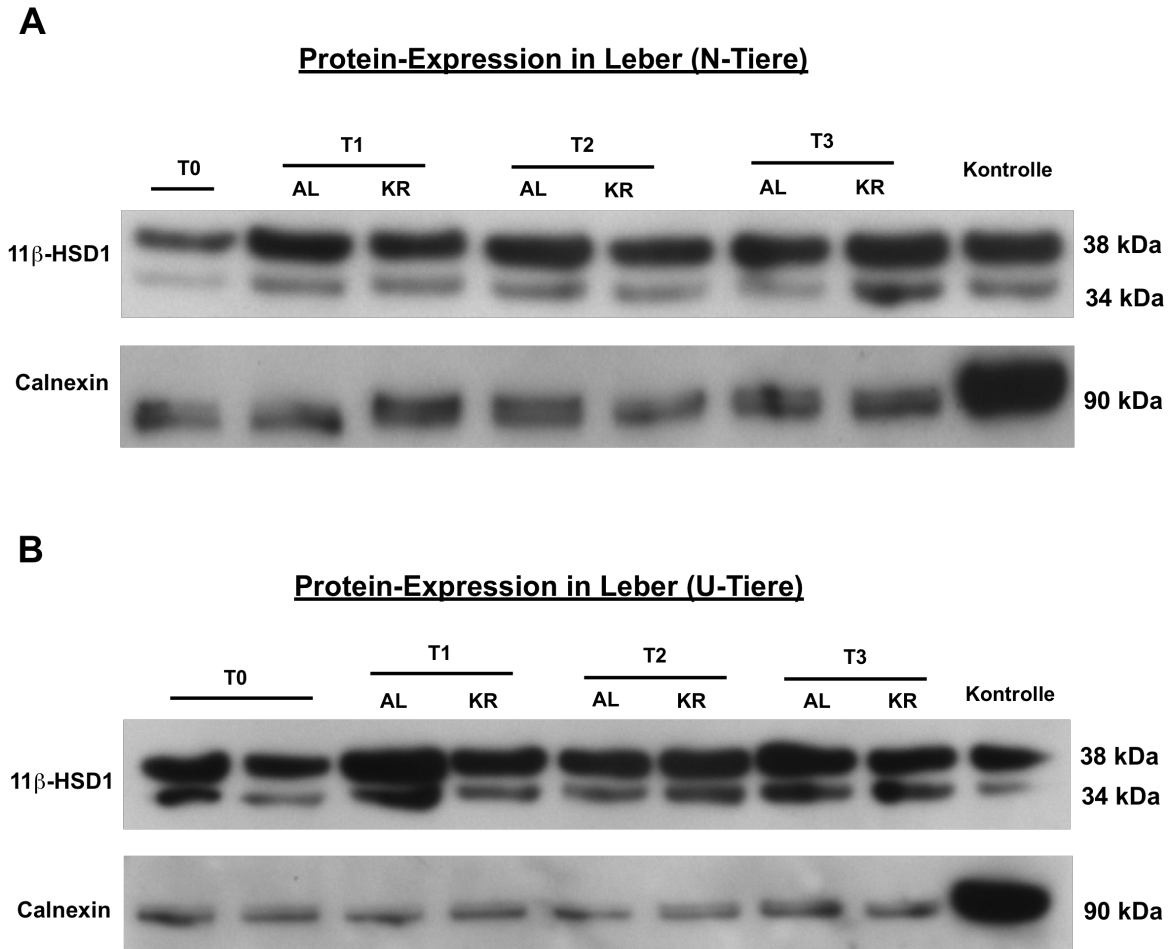 A
Protein-Expression in Leber (N-Tiere)
T0
T1
T2
T3
Kontrolle
AL KR AL KR AL KR
11β-HSD1
38 kDa
34 kDa
Calnexin
90 kDa
B
Protein-Expression in Leber (U-Tiere)
T0
T1
T2
T3
Kontrolle
AL KR AL KR AL KR
11β-HSD1
38 kDa
34 kDa
Calnexin
90 kDa